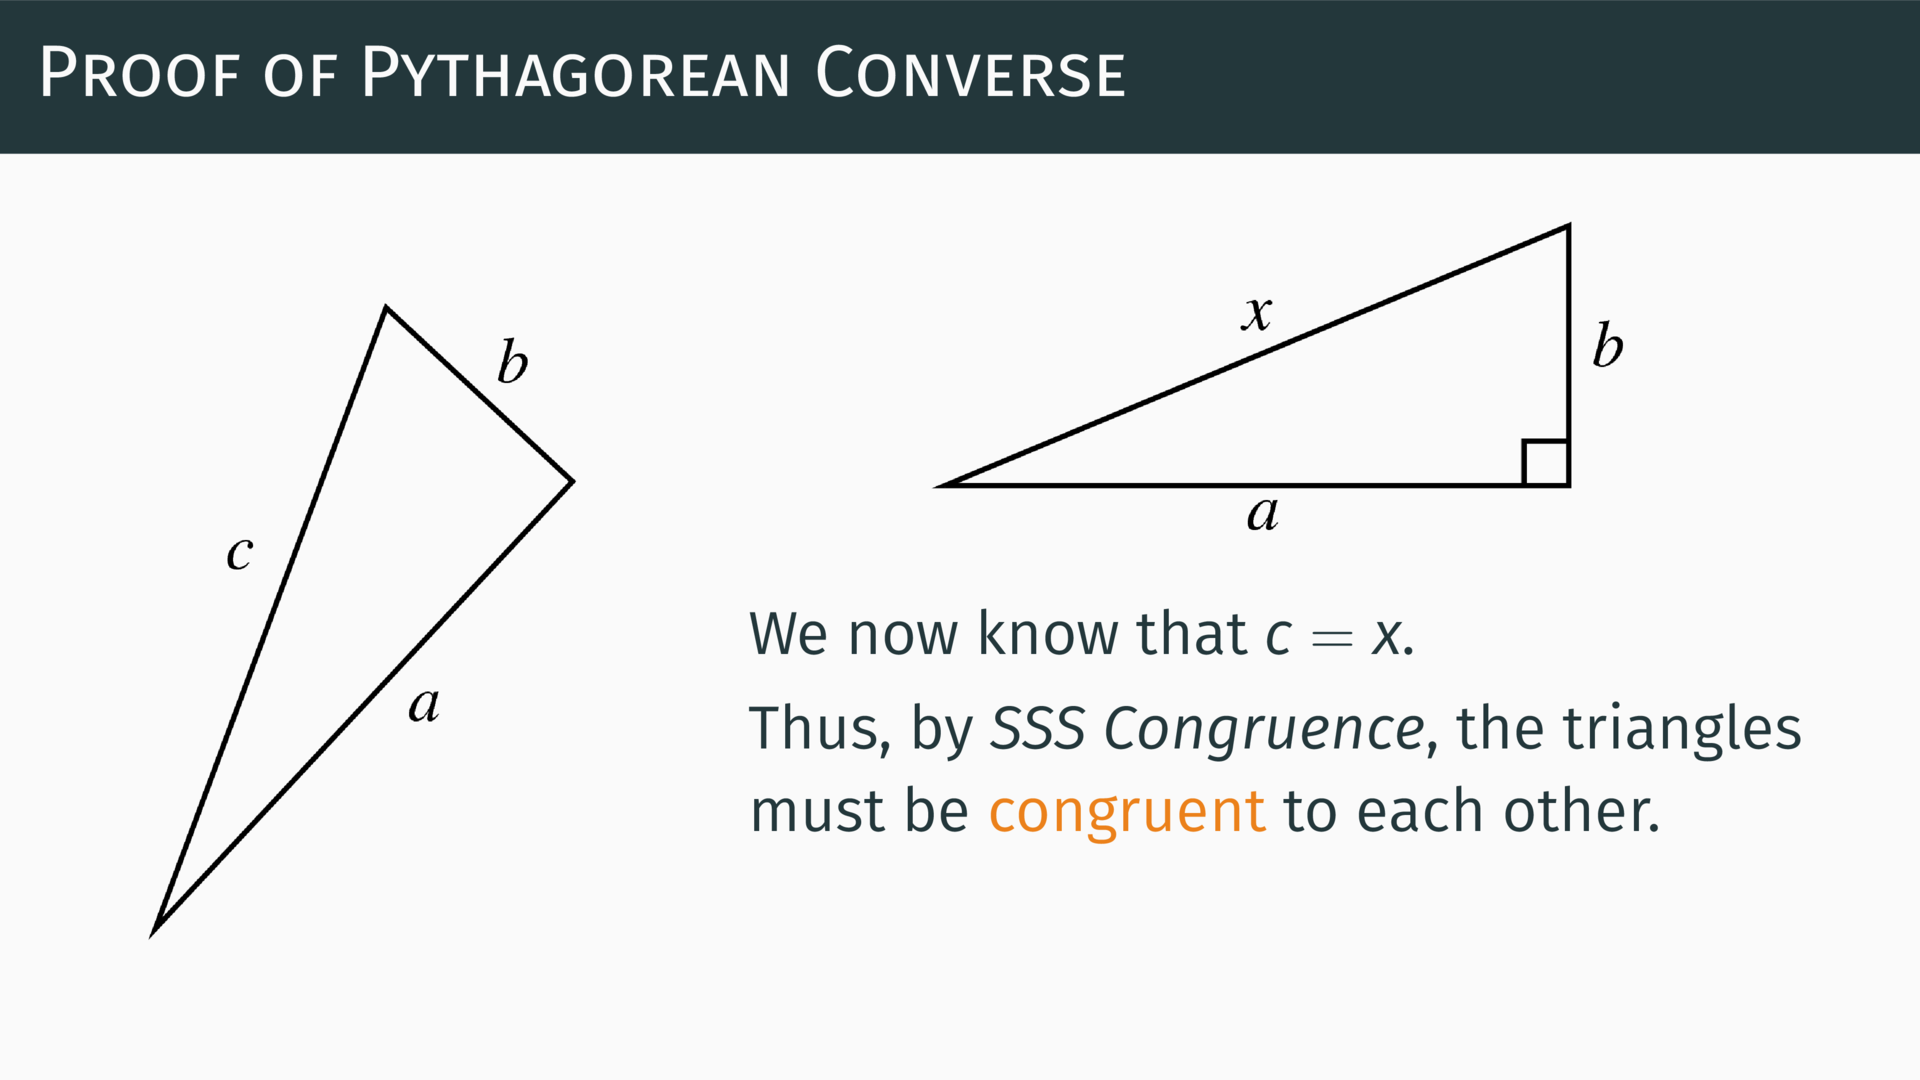 Proof of Pythagorean Converse
x
b
b
a
c
a
We now know that c = x.
Thus, by SSS Congruence, the triangles
must be congruent to each other.